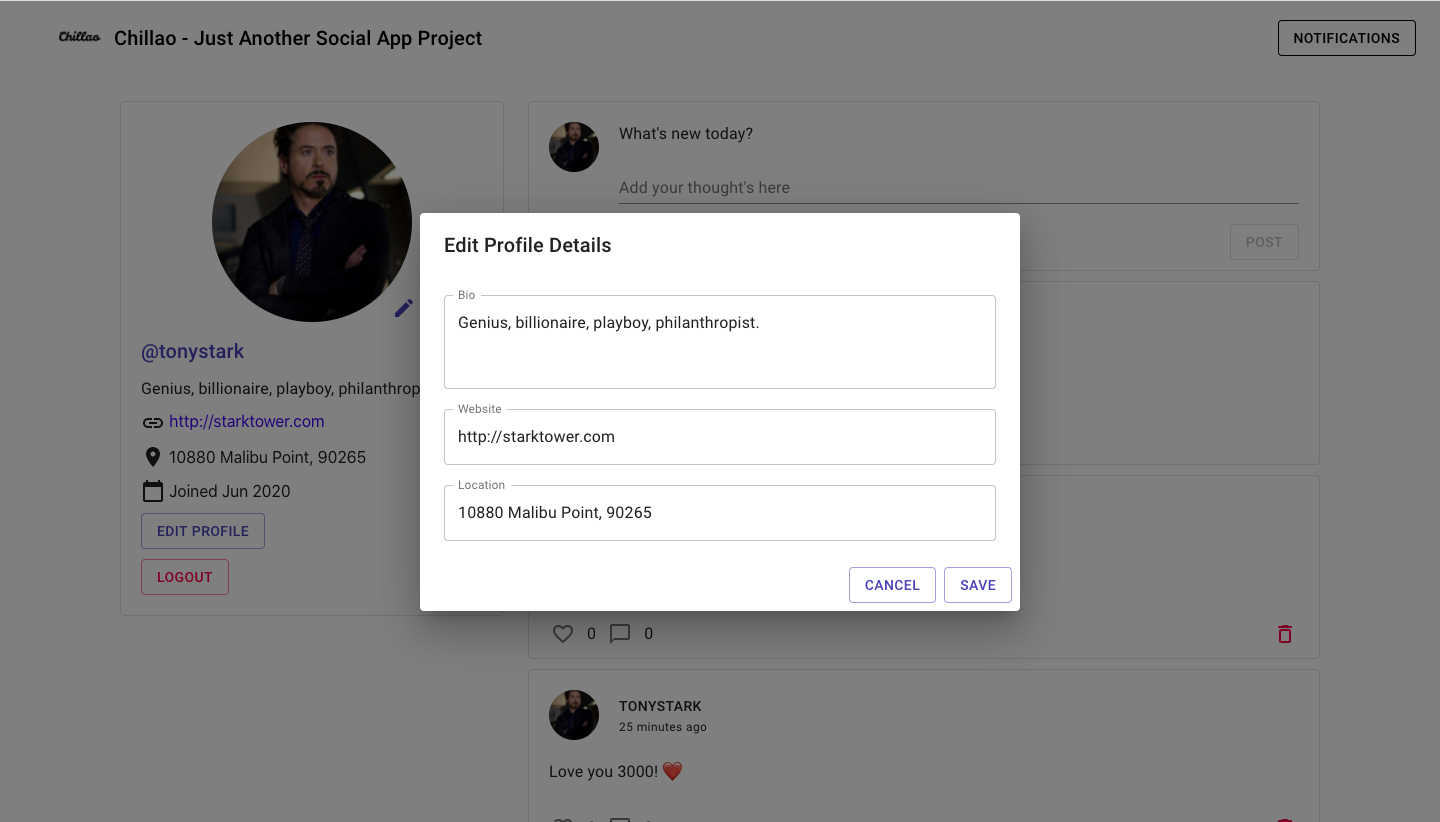 Chillao
Chillao - Just Another Social App Project
NOTIFICATIONS
@tonystark
Genius, billionaire, playboy,
http://starktower.com
10880 Malibu Point, 90265
Joined Jun 2020
EDIT PROFILE
LOGOUT
What's new today?
Add your thought's here
POST
Edit Profile Details
Bio
Genius, billionaire, playboy, philanthropist.
Website
http://starktower.com
Location
10880 Malibu Point, 90265
CANCEL
SAVE
0
0
TONYSTARK
25 minutes ago
Love you 3000! ❤️